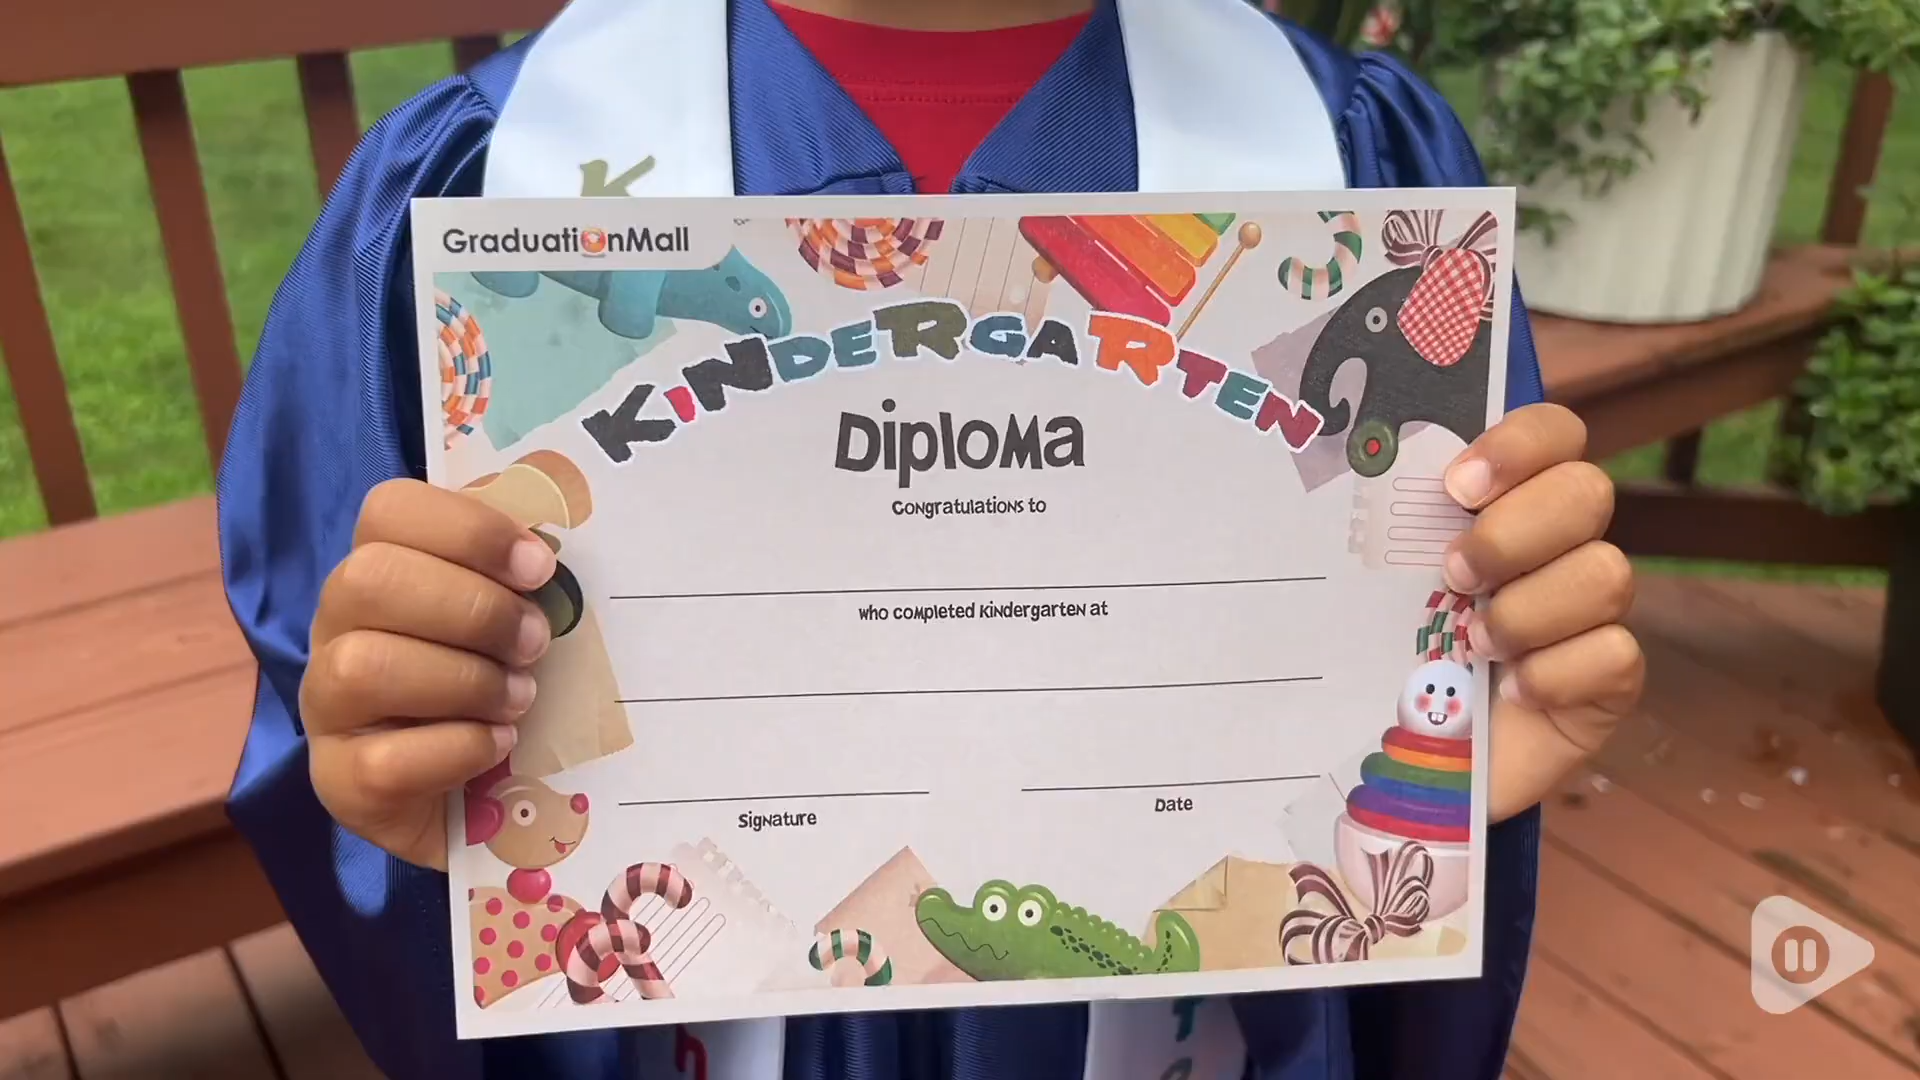 K
GraduationMall
KINDERGARTEN
Diploma
Congratulations to
who completed kindergarten at
Signature
Date